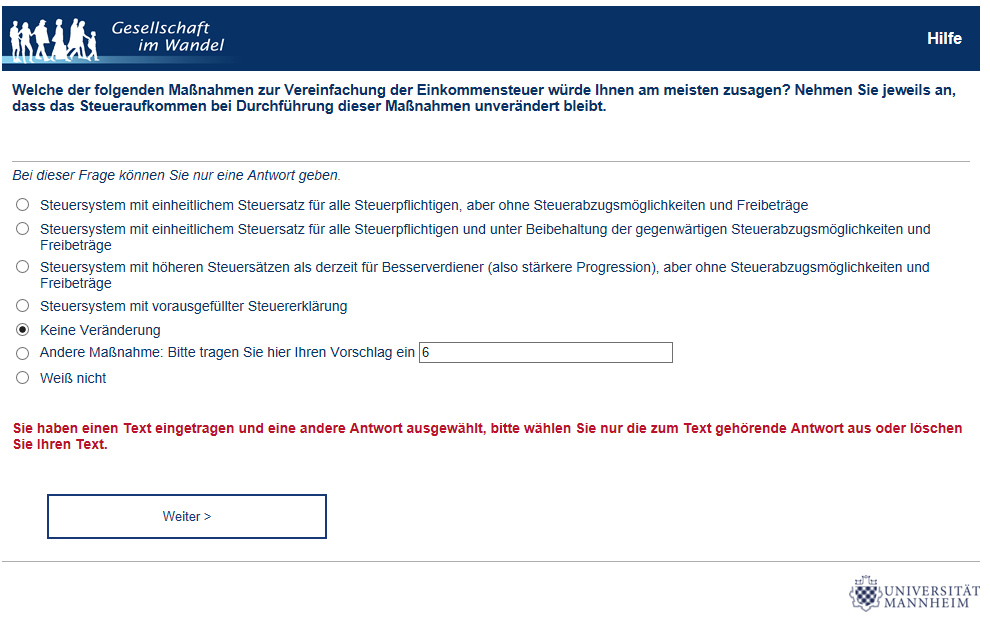 Gesellschaft
im Wandel
Hilfe
Welche der folgenden Maßnahmen zur Vereinfachung der Einkommensteuer würde Ihnen am meisten zusagen? Nehmen Sie jeweils an,
dass das Steueraufkommen bei Durchführung dieser Maßnahmen unverändert bleibt.
Bei dieser Frage können Sie nur eine Antwort geben.
Steuersystem mit einheitlichem Steuersatz für alle Steuerpflichtigen, aber ohne Steuerabzugsmöglichkeiten und Freibeträge
Steuersystem mit einheitlichem Steuersatz für alle Steuerpflichtigen und unter Beibehaltung der gegenwärtigen Steuerabzugsmöglichkeiten und
Freibeträge
Steuersystem mit höheren Steuersätzen als derzeit für Besserverdiener (also stärkere Progression), aber ohne Steuerabzugsmöglichkeiten und
Freibeträge
Steuersystem mit vorausgefüllter Steuererklärung
Keine Veränderung
Andere Maßnahme: Bitte tragen Sie hier Ihren Vorschlag ein 6
Weiß nicht
Sie haben einen Text eingetragen und eine andere Antwort ausgewählt, bitte wählen Sie nur die zum Text gehörende Antwort aus oder löschen
Sie Ihren Text.
Weiter >
UNIVERSITÄT
MANNHEIM